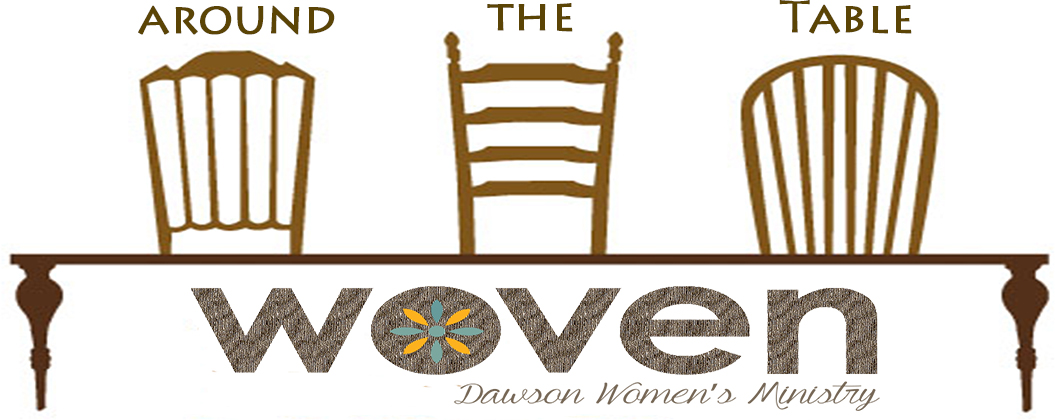 AROUND THE TABLE
woven
Dawson Women's Ministry